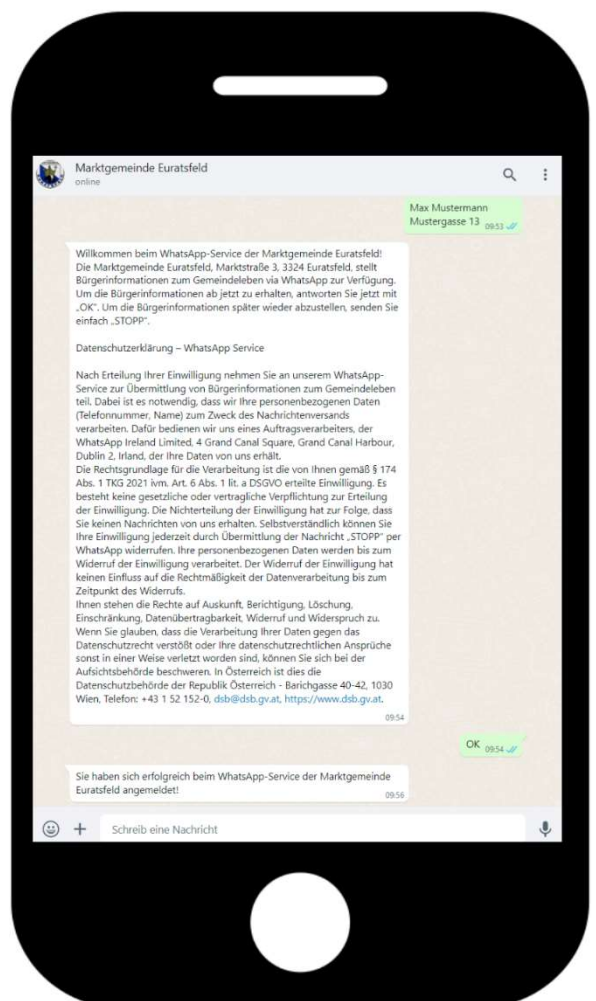 Marktgemeinde Euratsfeld
online
Max Mustermann
Mustergasse 13 09:53
Willkommen beim WhatsApp-Service der Marktgemeinde Euratsfeld!
Die Marktgemeinde Euratsfeld, Marktstraße 3, 3324 Euratsfeld, stellt
Bürgerinformationen zum Gemeindeleben via WhatsApp zur Verfügung.
Um die Bürgerinformationen ab jetzt zu erhalten, antworten Sie jetzt mit
„OK“. Um die Bürgerinformationen später wieder abzustellen, senden Sie
einfach „STOPP“.
Datenschutzerklärung – WhatsApp Service
Nach Erteilung Ihrer Einwilligung nehmen Sie an unserem WhatsApp-
Service zur Übermittlung von Bürgerinformationen zum Gemeindeleben
teil. Dabei ist es notwendig, dass wir Ihre personenbezogenen Daten
(Telefonnummer, Name) zum Zweck des Nachrichtenversands
verarbeiten. Dafür bedienen wir uns eines Auftragsverarbeiters, der
WhatsApp Ireland Limited, 4 Grand Canal Square, Grand Canal Harbour,
Dublin 2, Irland, der Ihre Daten von uns erhält.
Die Rechtsgrundlage für die Verarbeitung ist die von Ihnen gemäß § 174
Abs. 1 TKG 2021 ivm. Art. 6 Abs. 1 lit. a DSGVO erteilte Einwilligung. Es
besteht keine gesetzliche oder vertragliche Verpflichtung zur Erteilung
der Einwilligung. Die Nichterteilung der Einwilligung hat zur Folge, dass
Sie keinen Nachrichten von uns erhalten. Selbstverständlich können Sie
Ihre Einwilligung jederzeit durch Übermittlung der Nachricht „STOPP“ per
WhatsApp widerrufen. Ihre personenbezogenen Daten werden bis zum
Widerruf der Einwilligung verarbeitet. Der Widerruf der Einwilligung hat
keinen Einfluss auf die Rechtmäßigkeit der Datenverarbeitung bis zum
Zeitpunkt des Widerrufs.
Ihnen stehen die Rechte auf Auskunft, Berichtigung, Löschung,
Einschränkung, Datenübertragbarkeit, Widerruf und Widerspruch zu.
Wenn Sie glauben, dass die Verarbeitung Ihrer Daten gegen das
Datenschutzrecht verstößt oder Ihre datenschutzrechtlichen Ansprüche
sonst in einer Weise verletzt worden sind, können Sie sich bei der
Aufsichtsbehörde beschweren. In Österreich ist dies die
Datenschutzbehörde der Republik Österreich - Barichgasse 40-42, 1030
Wien, Telefon: +43 1 52 152-0, dsb@dsb.gv.at, https://www.dsb.gv.at.
09:54
OK 09:54
Sie haben sich erfolgreich beim WhatsApp-Service der Marktgemeinde
Euratsfeld angemeldet!
09:56
Schreib eine Nachricht